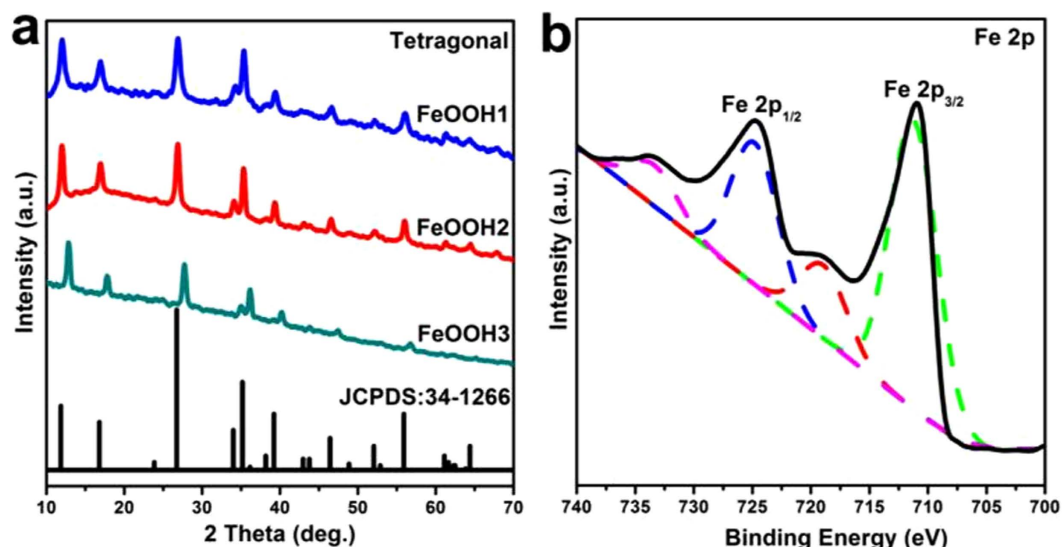 a
Tetragonal
FeOOH1
FeOOH2
FeOOH3
JCPDS:34-1266
Intensity (a.u.)
10 20 30 40 50 60 70
2 Theta (deg.)
b
Fe 2p
Fe 2p1/2
Fe 2p3/2
Intensity (a.u.)
740 735 730 725 720 715 710 705 700
Binding Energy (eV)